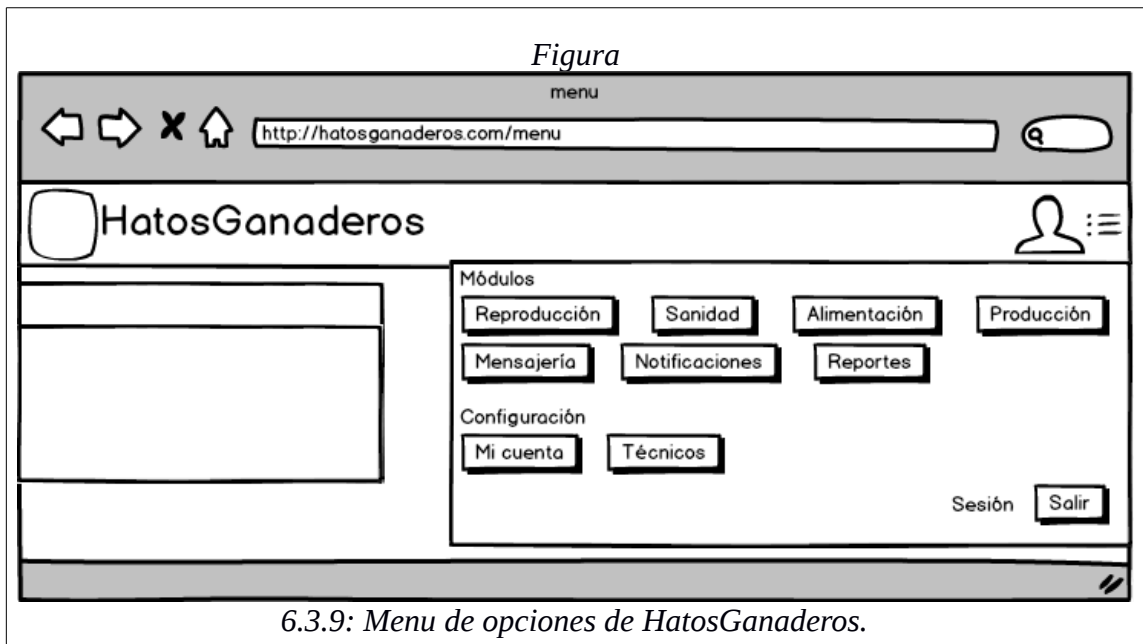 Figura
menu
http://hatosganaderos.com/menu
HatosGanaderos
Módulos
Reproducción Sanidad Alimentación Producción
Mensajería Notificaciones Reportes
Configuración
Mi cuenta Técnicos
Sesión Salir
6.3.9: Menu de opciones de HatosGanaderos.